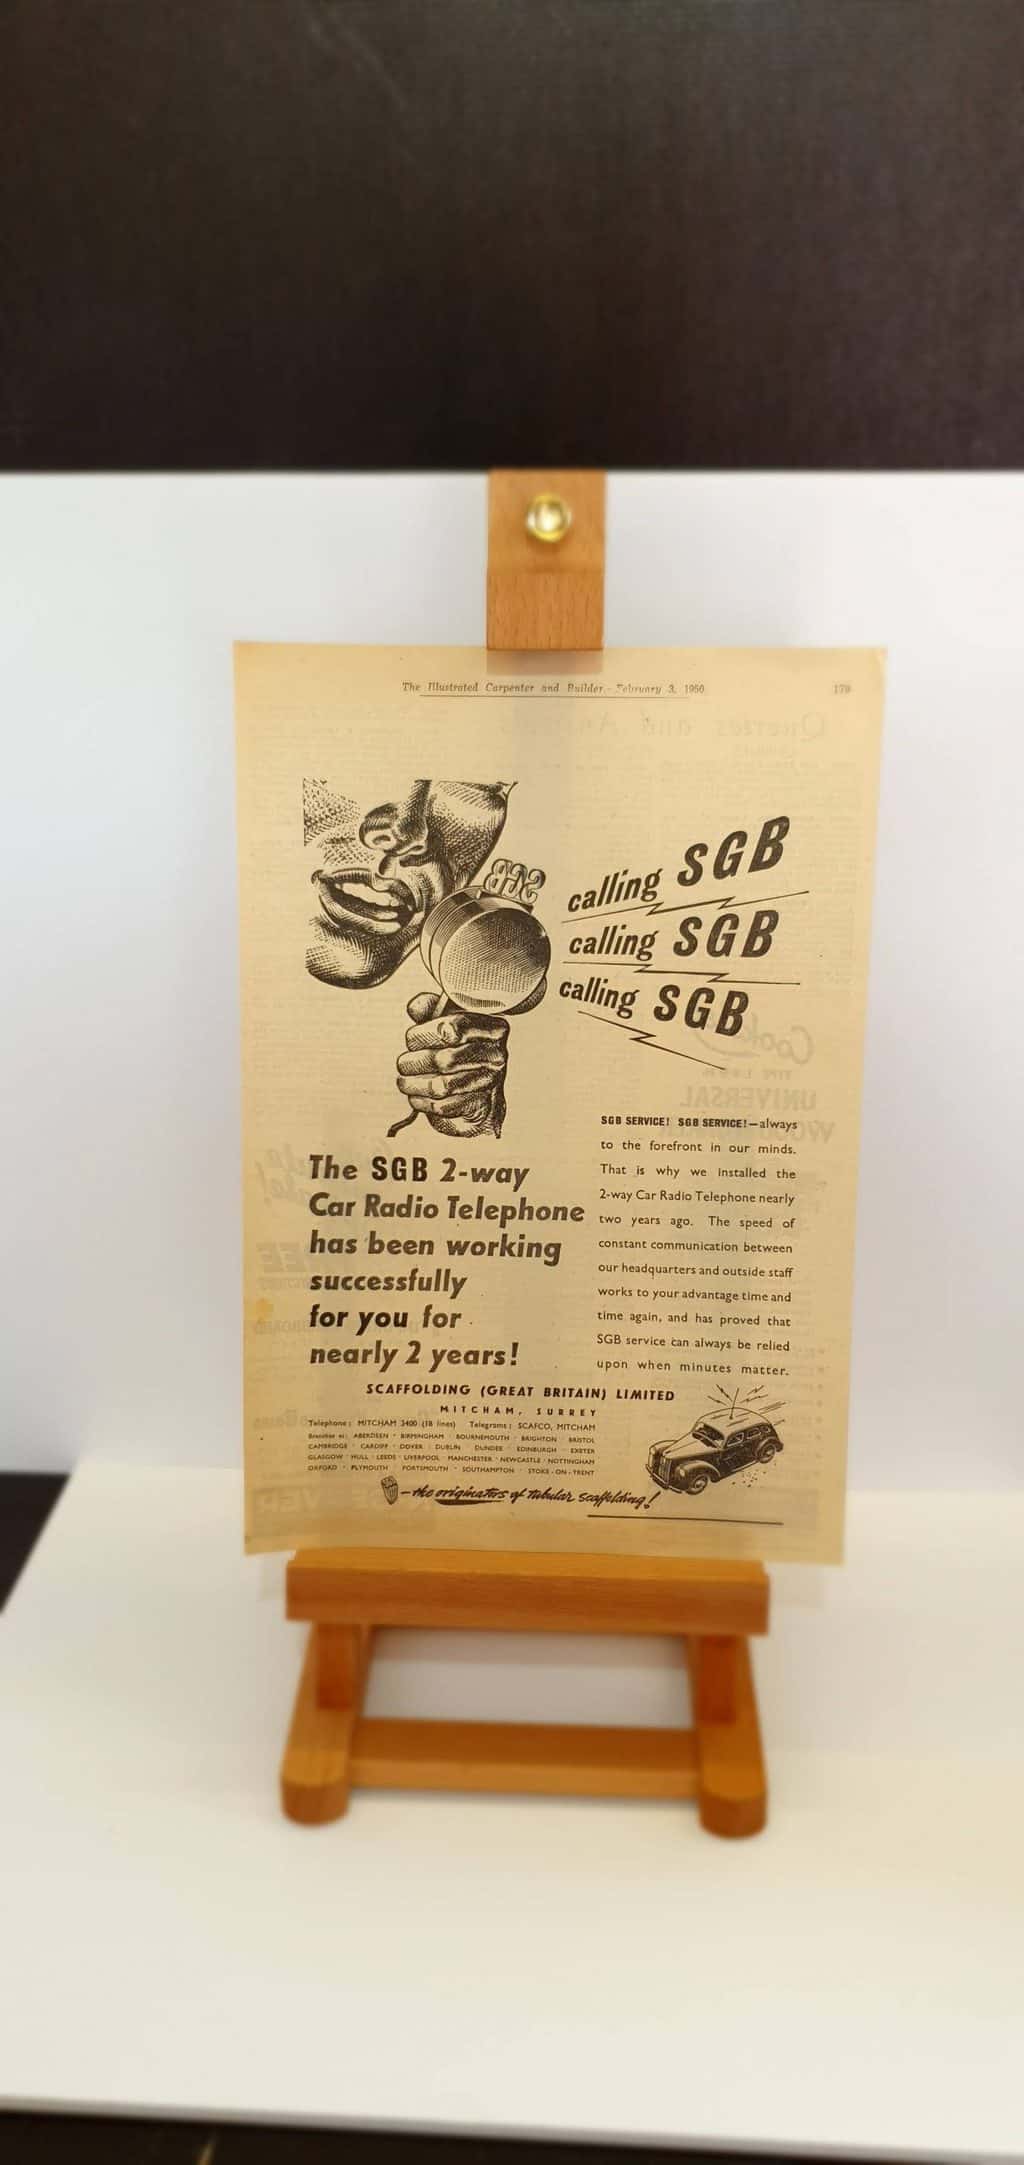 The Illustrated Carpenter and Builder.—February 3, 1950.
179
SGB
calling SGB
calling SGB
calling SGB
SGB SERVICE! SGB SERVICE!—always
to the forefront in our minds.
That is why we installed the
2-way Car Radio Telephone nearly
two years ago. The speed of
constant communication between
our headquarters and outside staff
works to your advantage time and
time again, and has proved that
SGB service can always be relied
upon when minutes matter.
The SGB 2-way
Car Radio Telephone
has been working
successfully
for you for
nearly 2 years!
SCAFFOLDING (GREAT BRITAIN) LIMITED
MITCHAM, SURREY
Telephone: MITCHAM 3400 (18 lines) Telegrams: SCAFCO, MITCHAM
Branches at: ABERDEEN · BIRMINGHAM · BOURNEMOUTH · BRIGHTON · BRISTOL
CAMBRIDGE · CARDIFF · DOVER · DUBLIN · DUNDEE · EDINBURGH · EXETER
GLASGOW · HULL · LEEDS · LIVERPOOL · MANCHESTER · NEWCASTLE · NOTTINGHAM
OXFORD · PLYMOUTH · PORTSMOUTH · SOUTHAMPTON · STOKE-ON-TRENT
—the originators of tubular scaffolding!